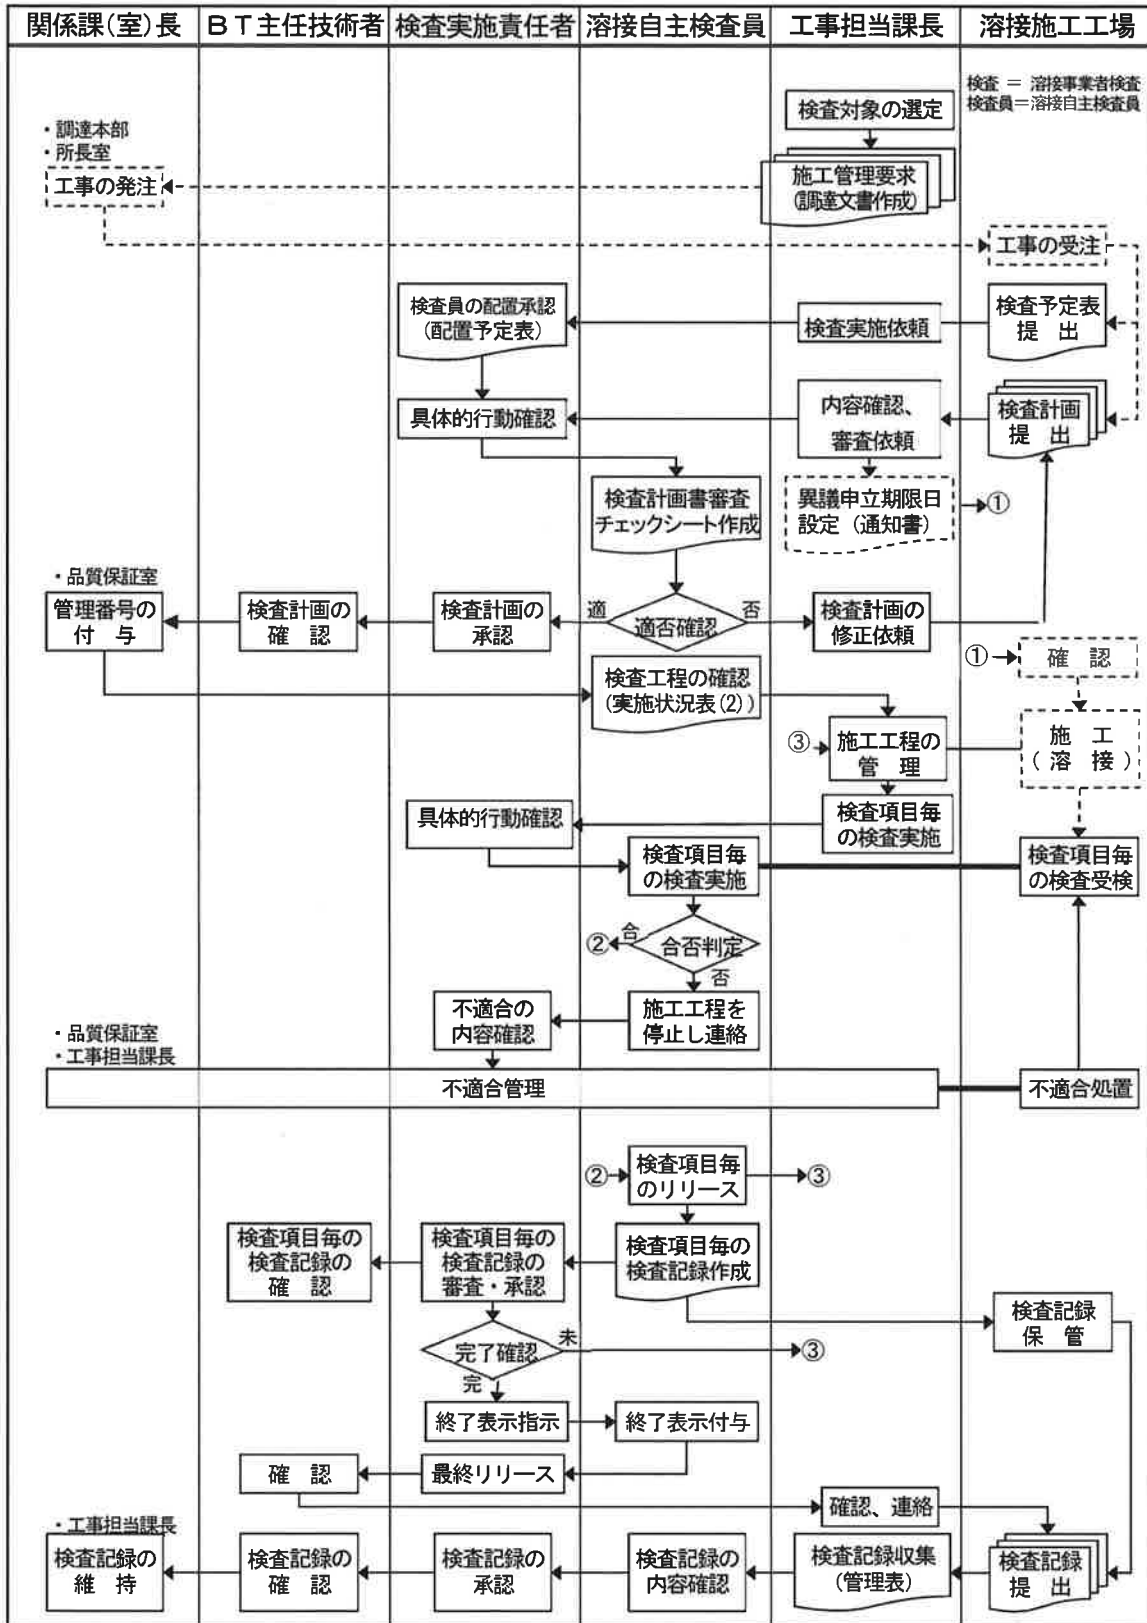 関係課(室)長
BT主任技術者
検査実施責任者
溶接自主検査員
工事担当課長
溶接施工工場
検査 = 溶接事業者検査
検査員=溶接自主検査員
検査対象の選定
・調達本部
・所長室
工事の発注
施工管理要求
(調達文書作成)
工事の受注
検査員の配置承認
(配置予定表)
検査実施依頼
検査予定表
提 出
具体的行動確認
内容確認、
審査依頼
検査計画
提 出
検査計画書審査
チェックシート作成
異議申立期限日
設定(通知書)
①
・品質保証室
管理番号の
付 与
検査計画の
確 認
検査計画の
承認
適
適否確認
否
検査計画の
修正依頼
①
確 認
検査工程の確認
(実施状況表(2))
③
施工工程の
管 理
施 工
(溶 接)
具体的行動確認
検査項目毎
の検査実施
検査項目毎
の検査実施
検査項目毎
の検査受検
②
合
合否判定
否
不適合の
内容確認
施工工程を
停止し連絡
・品質保証室
・工事担当課長
不適合管理
不適合処置
②
検査項目毎
のリリース
③
検査項目毎の
検査記録の
確 認
検査項目毎の
検査記録の
審査・承認
検査項目毎の
検査記録作成
検査記録
保 管
完了確認
未
③
完
終了表示指示
終了表示付与
確 認
最終リリース
確認、連絡
・工事担当課長
検査記録の
維 持
検査記録の
確 認
検査記録の
承認
検査記録の
内容確認
検査記録収集
(管理表)
検査記録
提 出